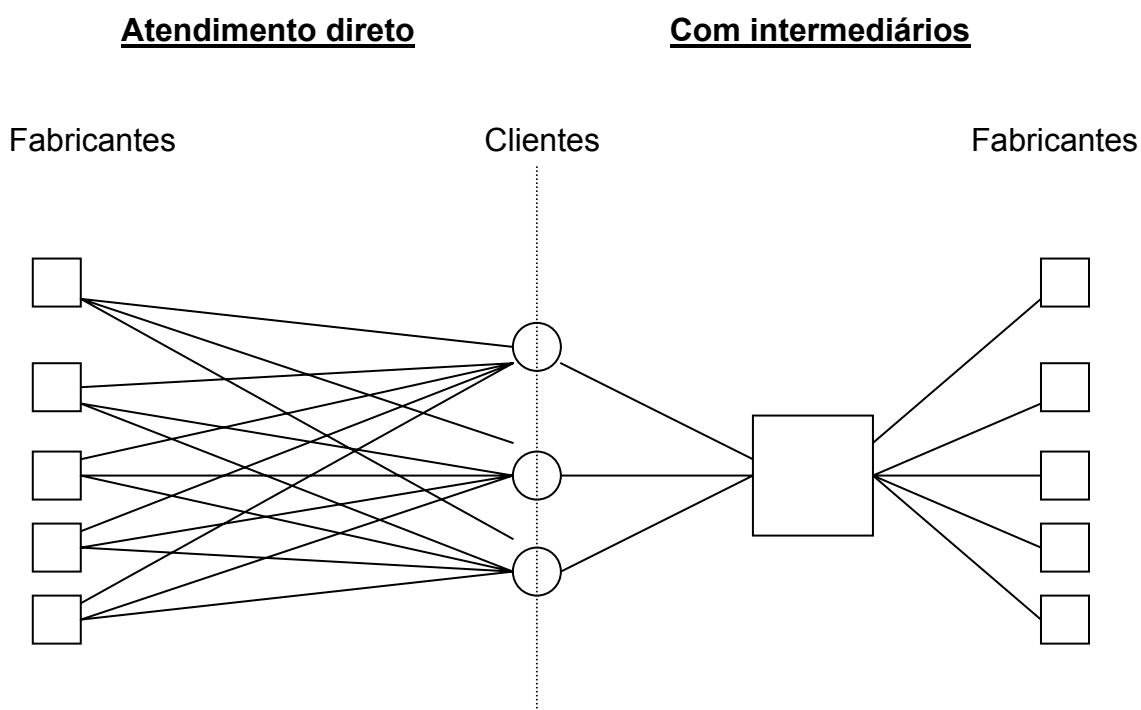 Atendimento direto
Com intermediários
Fabricantes
Clientes
Fabricantes